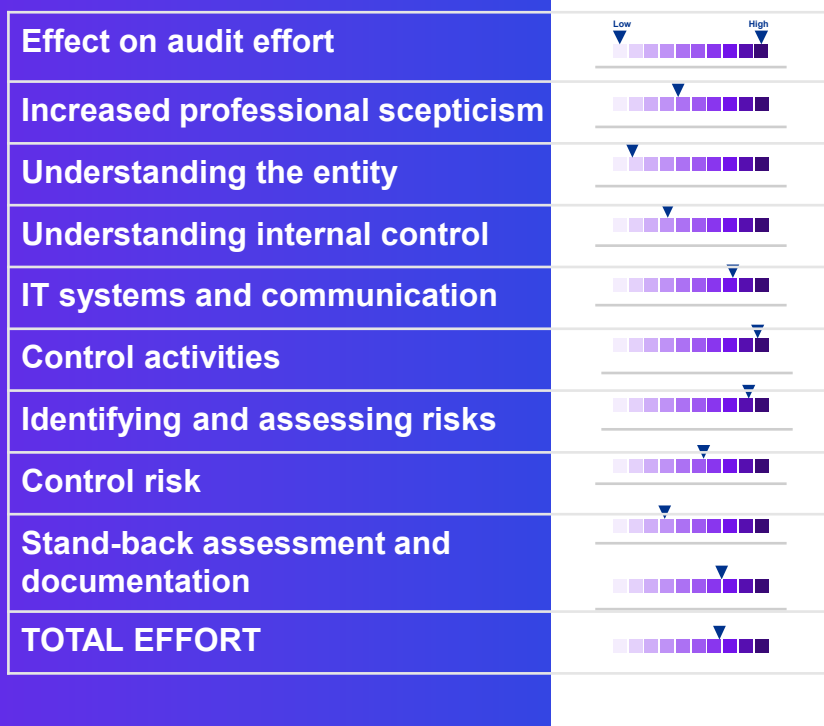 Effect on audit effort
Low High
Increased professional scepticism
Understanding the entity
Understanding internal control
IT systems and communication
Control activities
Identifying and assessing risks
Control risk
Stand-back assessment and
documentation
TOTAL EFFORT